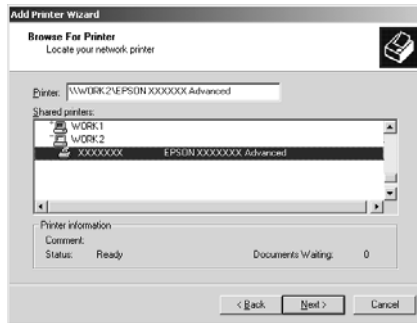 Add Printer Wizard
Browse For Printer
Locate your network printer
Printer: \\WORK2\EPSON XXXXXX Advanced
Shared printers:
WORK1
WORK2
XXXXXXX EPSON XXXXXXX Advanced
Printer information
Comment:
Status: Ready Documents Waiting: 0
< Back Next > Cancel